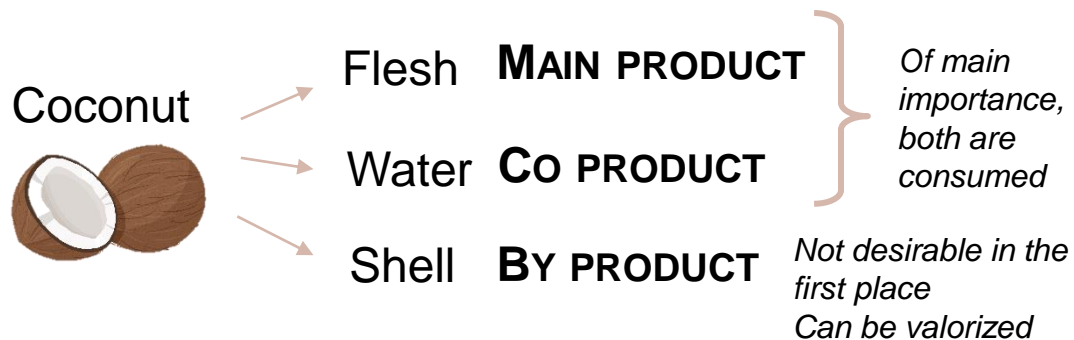 Coconut
Flesh MAIN PRODUCT
Water CO PRODUCT
Shell BY PRODUCT
Of main
importance,
both are
consumed
Not desirable in the
first place
Can be valorized